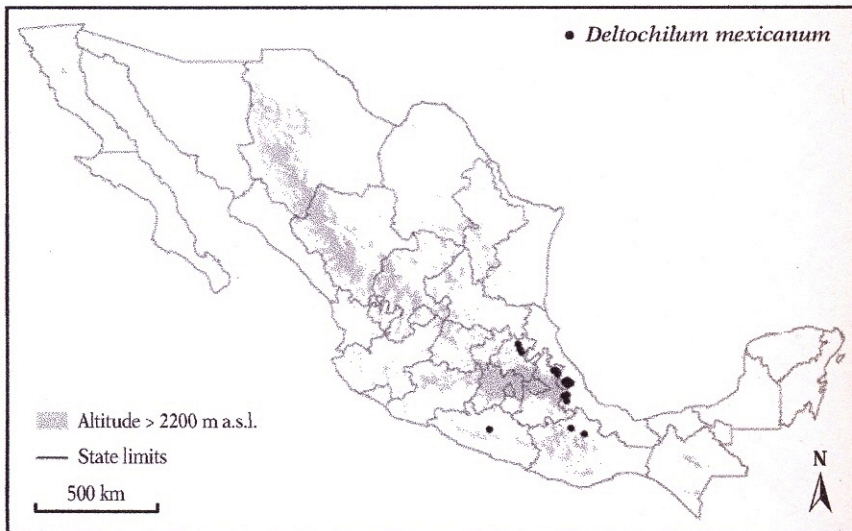 • Deltochilum mexicanum
Altitude > 2200 m a.s.l.
State limits
500 km
N